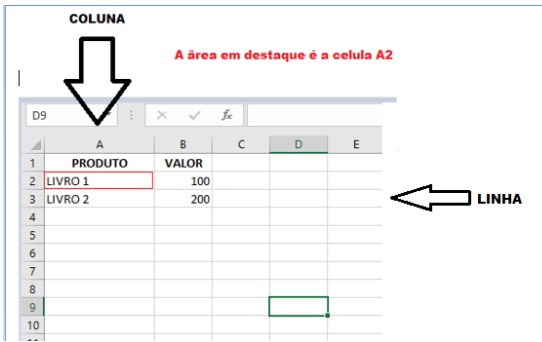 COLUNA
A ãrea em destaque é a celula A2
D9 fx
A B C D E
1 PRODUTO VALOR
2 LIVRO 1 100
3 LIVRO 2 200
LINHA
4
5
6
7
8
9
10